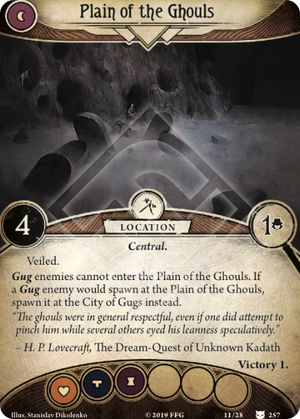 Plain of the Ghouls
4
LOCATION
1
Central.
Veiled.
Gug enemies cannot enter the Plain of the Ghouls. If
a Gug enemy would spawn at the Plain of the Ghouls,
spawn it at the City of Gugs instead.
"The ghouls were in general respectful, even if one did attempt to
pinch him while several others eyed his leanness speculatively."
– H. P. Lovecraft, The Dream-Quest of Unknown Kadath
Victory 1.
Illus. Stanislav Dikolenko
© 2019 FFG
11/28
257